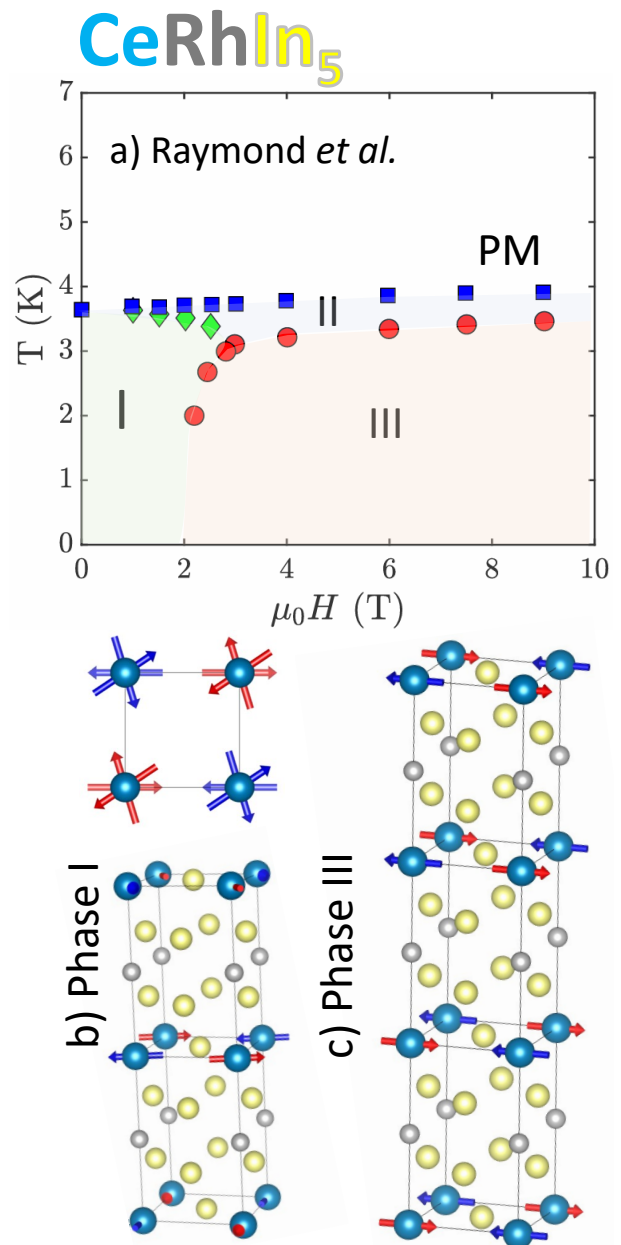 CeRhIn5
7
a) Raymond et al.
6
5
PM
4
II
3
I
III
2
1
0
T (K)
0 2 4 6 8 10
μ0H (T)
b) Phase I
c) Phase III